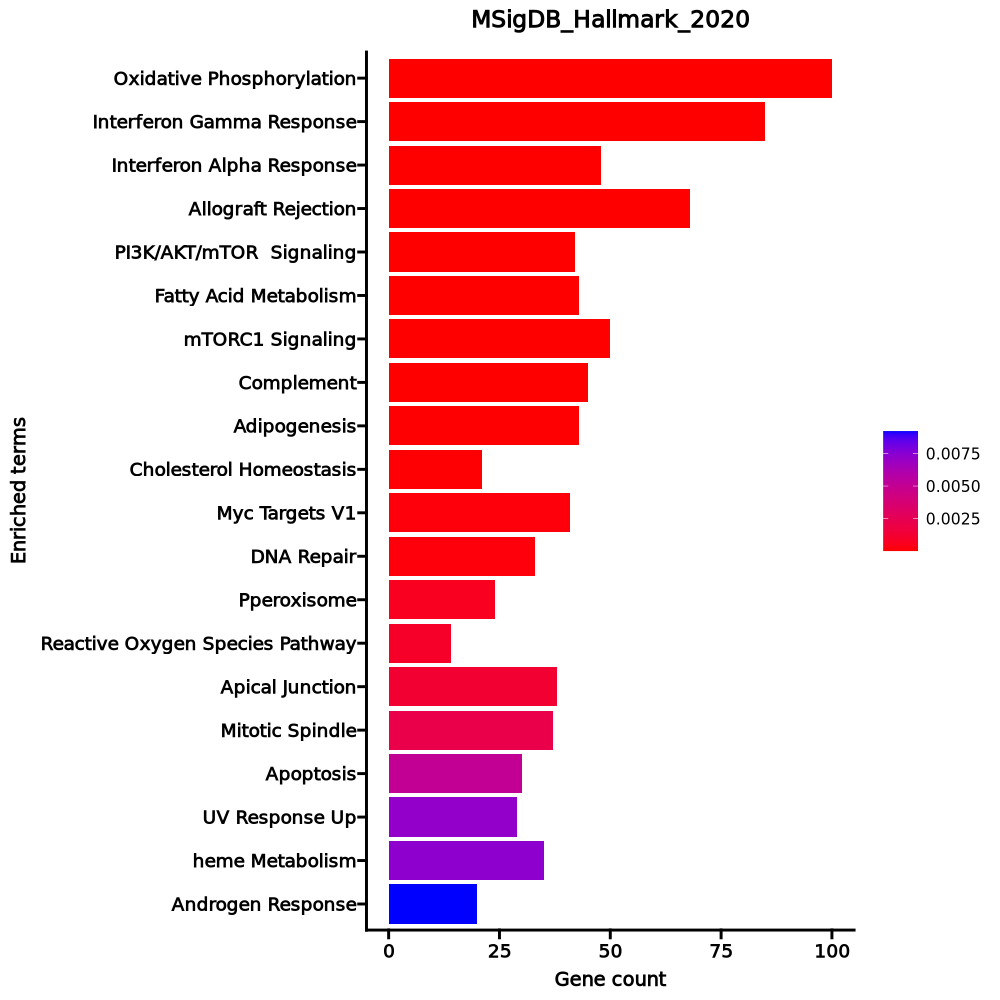 MSigDB_Hallmark_2020
Oxidative Phosphorylation
Interferon Gamma Response
Interferon Alpha Response
Allograft Rejection
PI3K/AKT/mTOR  Signaling
Fatty Acid Metabolism
mTORC1 Signaling
Complement
Adipogenesis
Cholesterol Homeostasis
Myc Targets V1
DNA Repair
Pperoxisome
Reactive Oxygen Species Pathway
Apical Junction
Mitotic Spindle
Apoptosis
UV Response Up
heme Metabolism
Androgen Response
Enriched terms
0
25
50
75
100
Gene count
0.0075
0.0050
0.0025